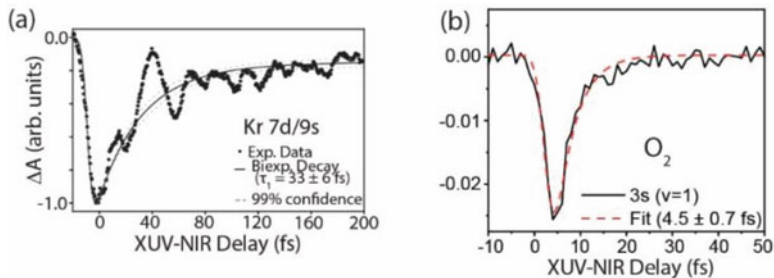 (a)
0.0
-1.0
ΔA (arb. units)
Kr 7d/9s
Exp. Data
Biexp. Decay
(τ₁ = 33 ± 6 fs)
99% confidence
0 40 80 120 160 200
XUV-NIR Delay (fs)
(b)
0.00
-0.01
-0.02
O₂
3s (v=1)
Fit (4.5 ± 0.7 fs)
-10 0 10 20 30 40 50
XUV-NIR Delay (fs)